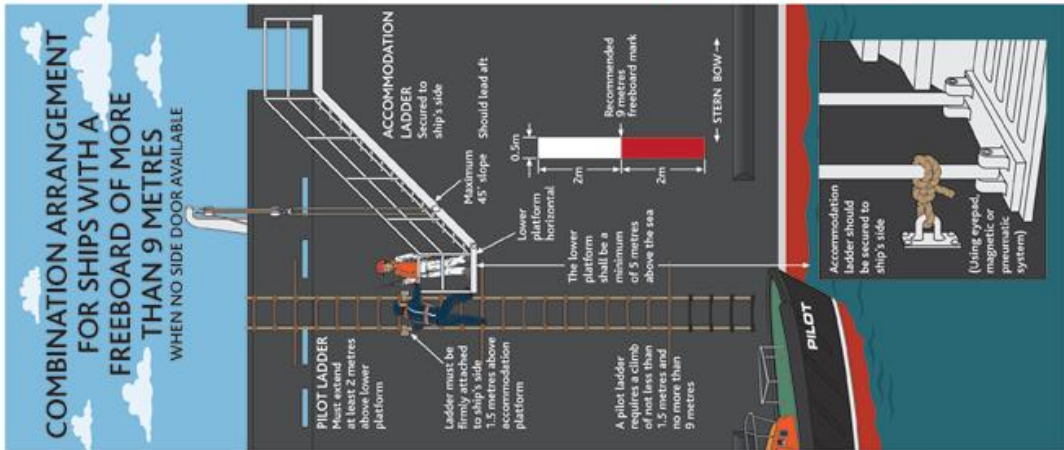 COMBINATION ARRANGEMENT
FOR SHIPS WITH A
FREEBOARD OF MORE
THAN 9 METRES
WHEN NO SIDE DOOR AVAILABLE
PILOT LADDER
Must extend
at least 2 metres
above lower
platform
Ladder must be
firmly attached
to ship's side
1.5 metres above
accommodation
platform
A pilot ladder
requires a climb
of not less than
1.5 metres and
no more than
9 metres
ACCOMMODATION
LADDER
Secured to
ship's side
Should lead aft
Maximum
45° slope
Lower
platform
horizontal
The lower
platform
shall be a
minimum
of 5 metres
above the sea
0.5m
2m
2m
Recommended
9 metres
freeboard mark
← STERN BOW →
PILOT
Accommodation
ladder should
be secured to
ship's side
(Using eyepad,
magnetic or
pneumatic
system)